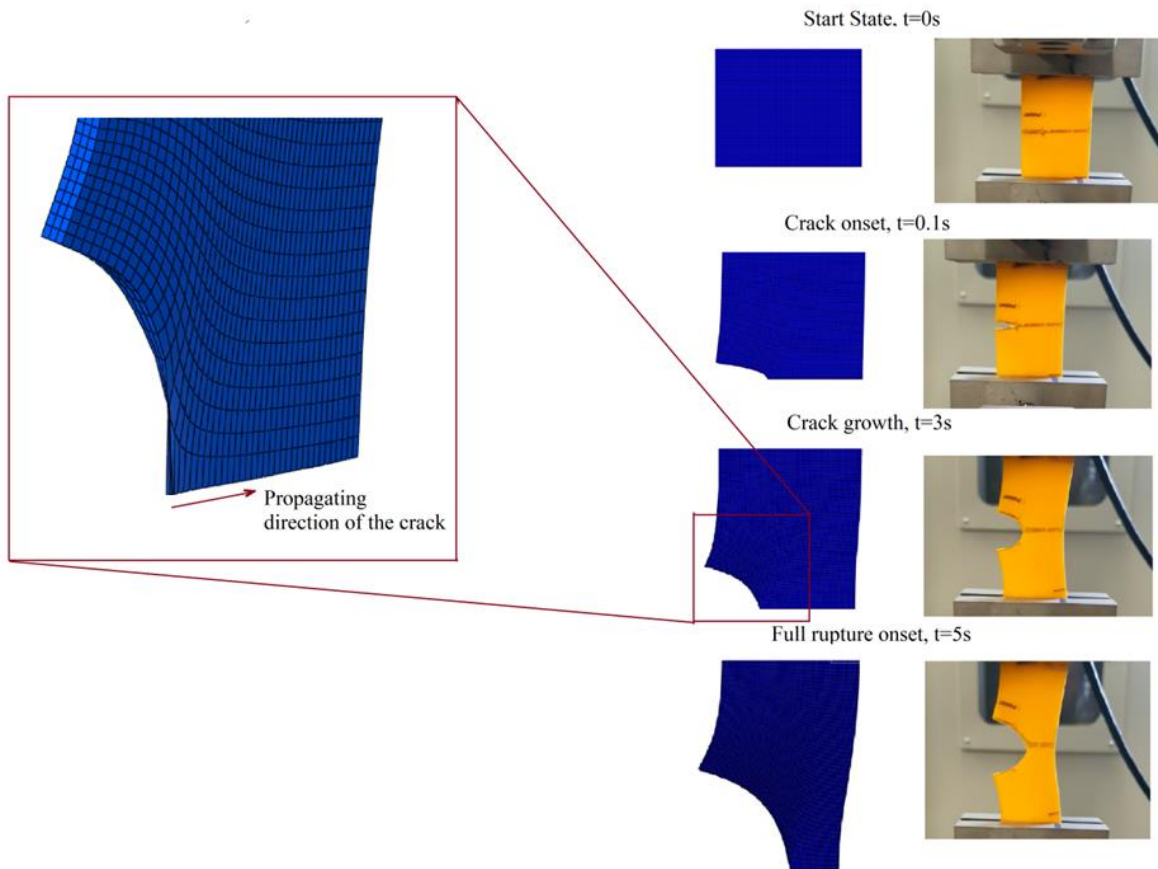 Start State, t=0s
Crack onset, t=0.1s
Crack growth, t=3s
Propagating
direction of the crack
Full rupture onset, t=5s